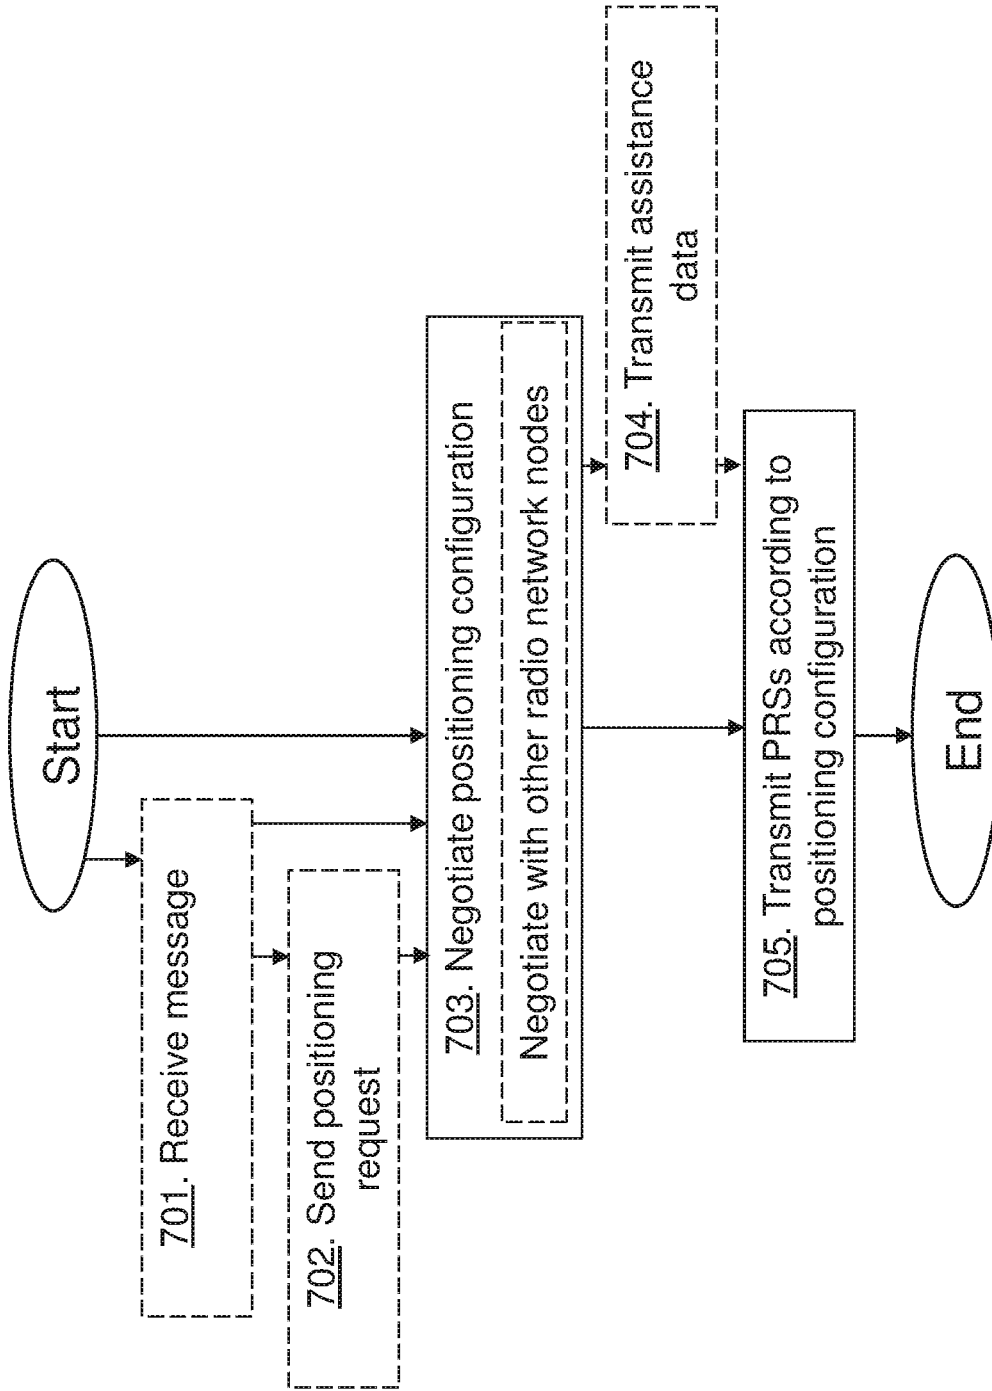 Start
701. Receive message
702. Send positioning
request
703. Negotiate positioning configuration
Negotiate with other radio network nodes
704. Transmit assistance
data
705. Transmit PRSs according to
positioning configuration
End